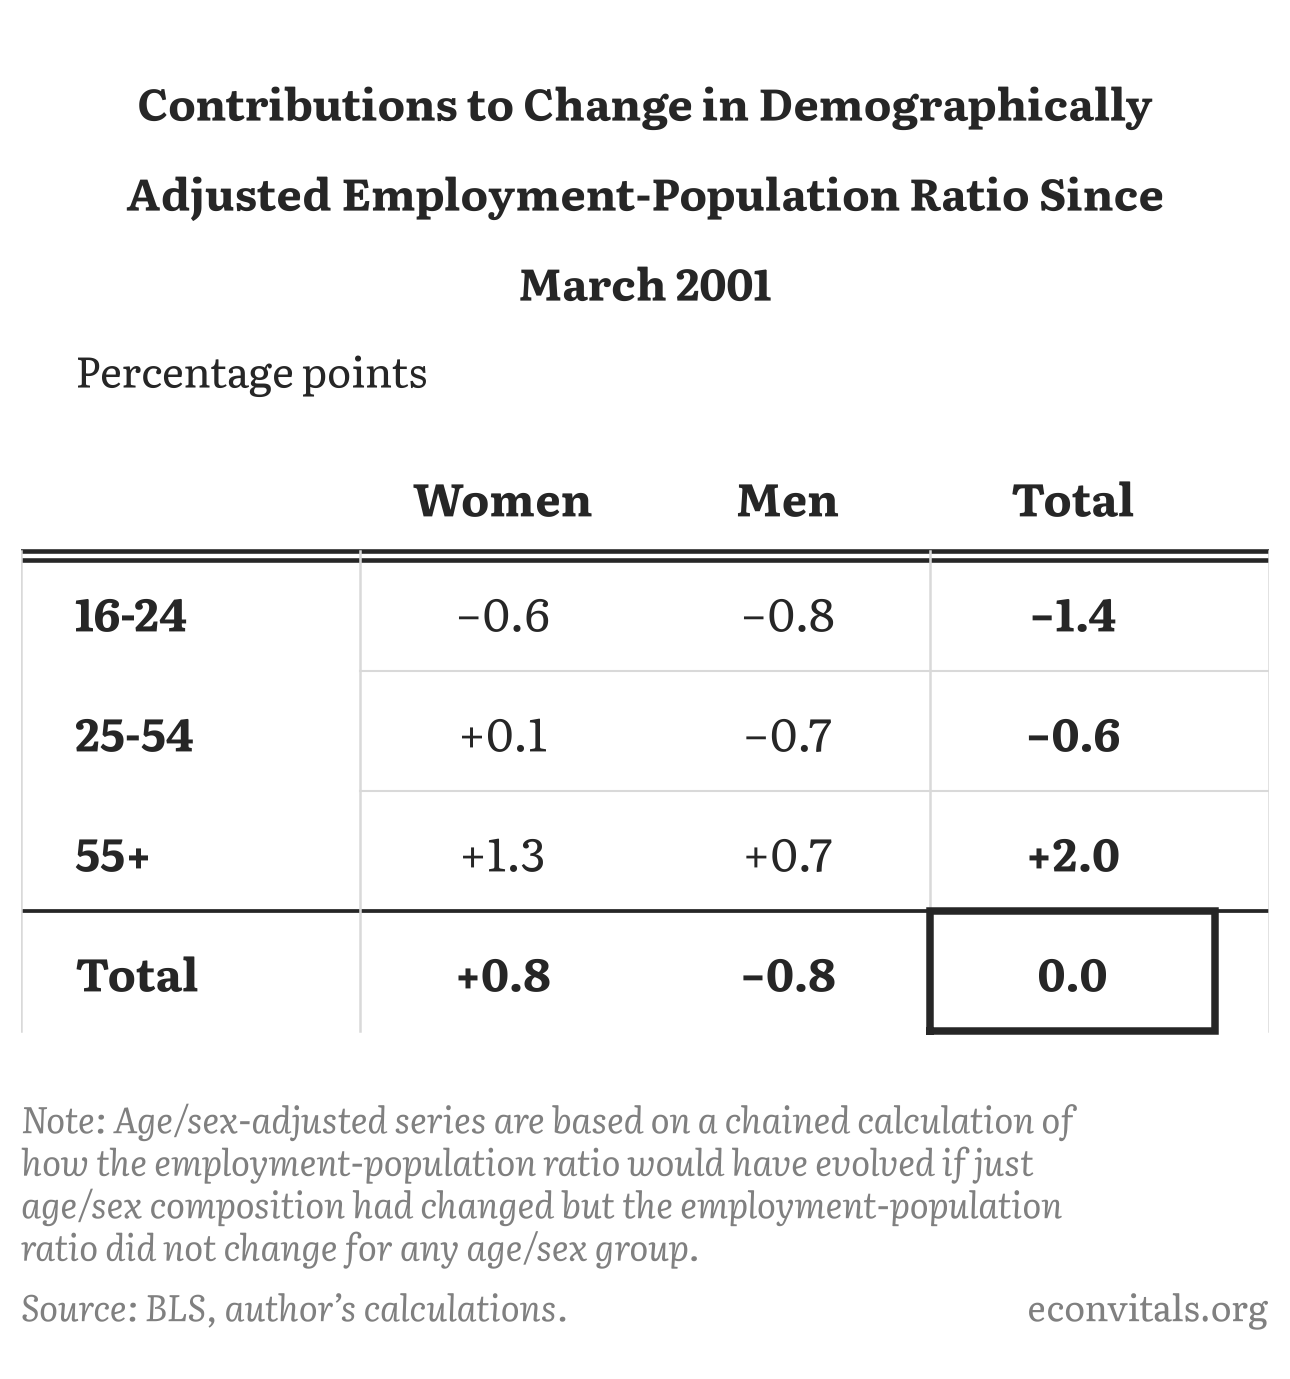 Contributions to Change in Demographically
Adjusted Employment-Population Ratio Since
March 2001
Percentage points
Women Men Total
16-24 −0.6 −0.8 −1.4
25-54 +0.1 −0.7 −0.6
55+ +1.3 +0.7 +2.0
Total +0.8 −0.8 0.0
Note: Age/sex-adjusted series are based on a chained calculation of
how the employment-population ratio would have evolved if just
age/sex composition had changed but the employment-population
ratio did not change for any age/sex group.
Source: BLS, author’s calculations. econvitals.org